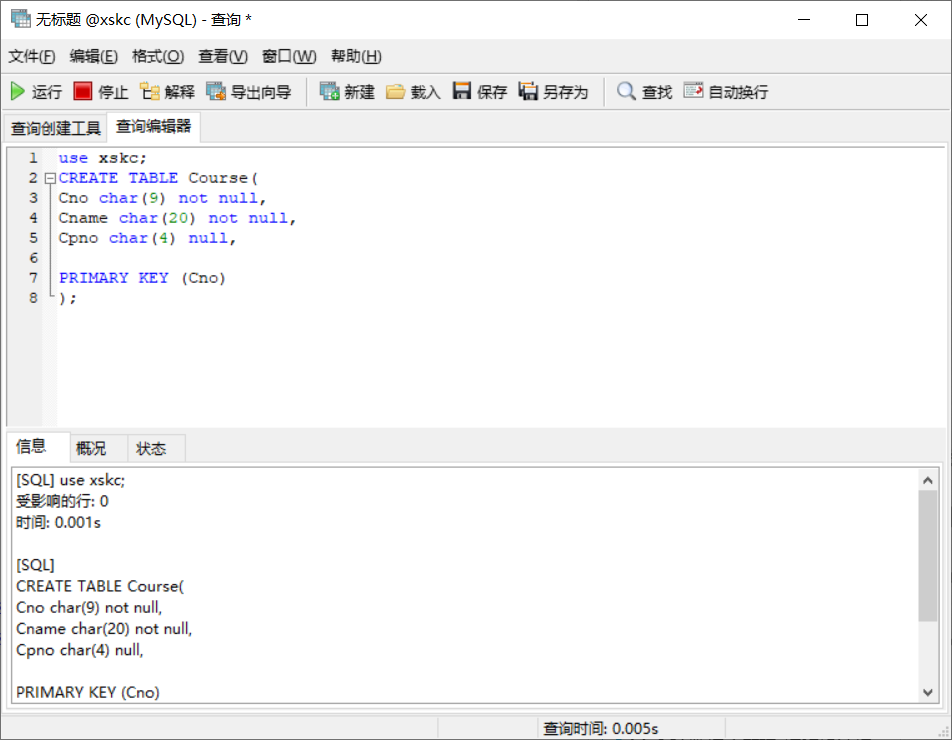 无标题 @xskc (MySQL) - 查询 *
文件(F) 编辑(E) 格式(O) 查看(V) 窗口(W) 帮助(H)
运行 停止 解释 导出向导 新建 载入 保存 另存为 查找 自动换行
查询创建工具 查询编辑器
1 use xskc;
2 CREATE TABLE Course(
3 Cno char(9) not null,
4 Cname char(20) not null,
5 Cpno char(4) null,
6
7 PRIMARY KEY (Cno)
8 );
信息 概况 状态
[SQL] use xskc;
受影响的行: 0
时间: 0.001s
[SQL]
CREATE TABLE Course(
Cno char(9) not null,
Cname char(20) not null,
Cpno char(4) null,
PRIMARY KEY (Cno)
查询时间: 0.005s